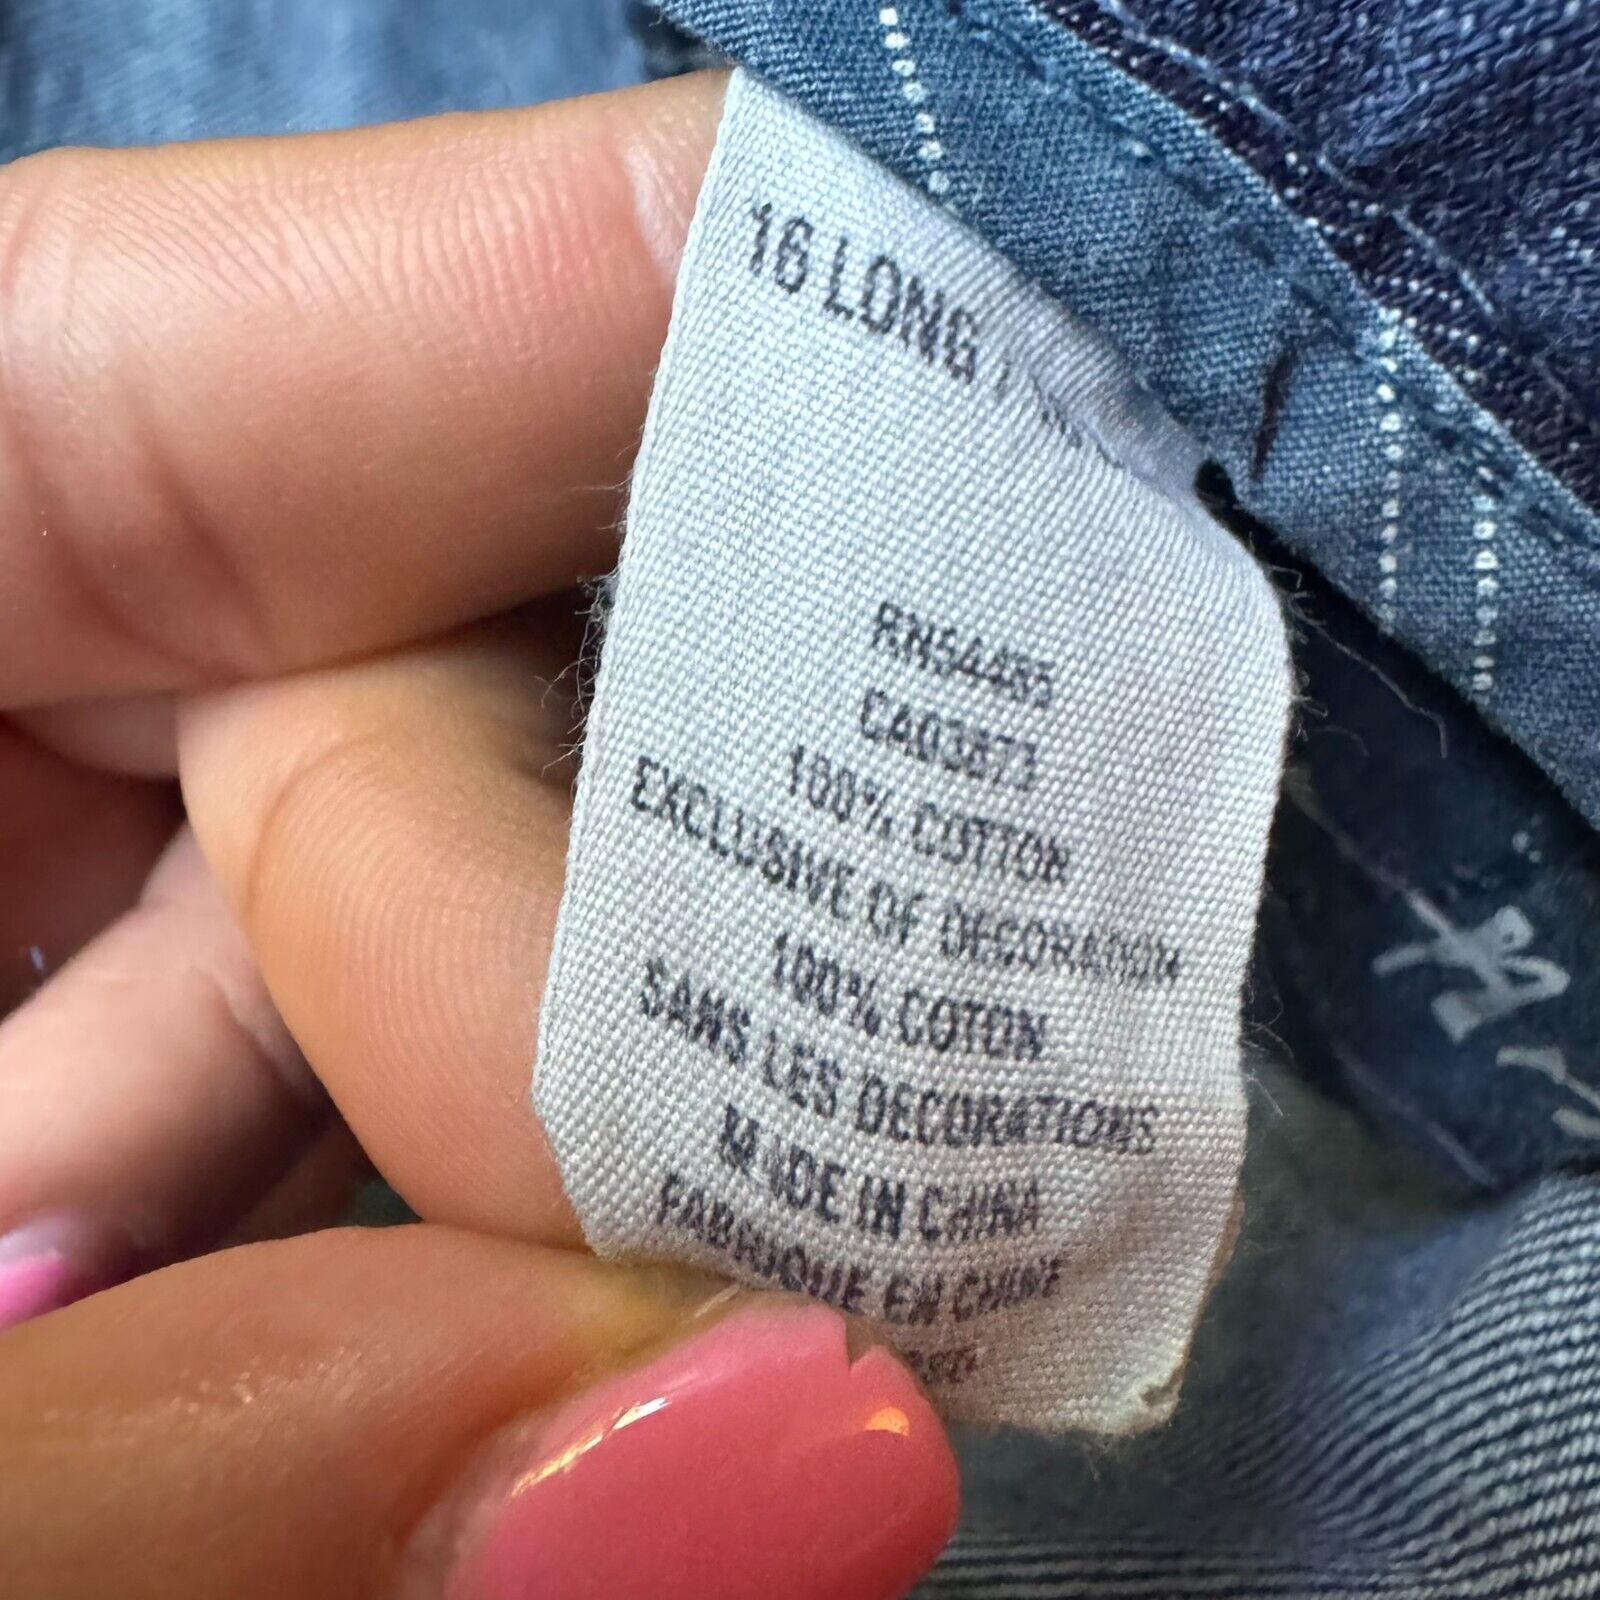 16 LONG
RN54485
CA03673
100% COTTON
EXCLUSIVE OF DECORATION
100% COTON
SANS LES DECORATIONS
MADE IN CHINA
FABRIQUE EN CHINE